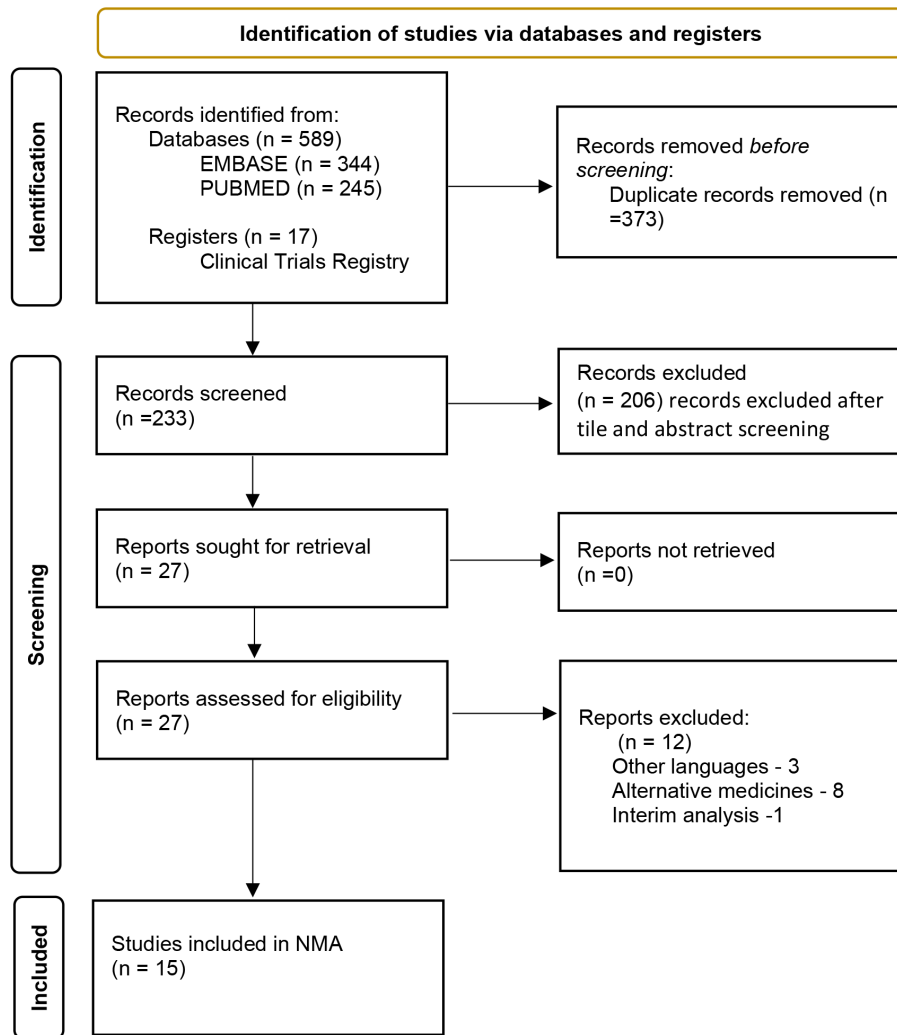 Identification of studies via databases and registers
Identification
Records identified from:
Databases (n = 589)
EMBASE (n = 344)
PUBMED (n = 245)
Registers (n = 17)
Clinical Trials Registry
Records removed before
screening:
Duplicate records removed (n
=373)
Screening
Records screened
(n =233)
Records excluded
(n = 206) records excluded after
tile and abstract screening
Reports sought for retrieval
(n = 27)
Reports not retrieved
(n =0)
Reports assessed for eligibility
(n = 27)
Reports excluded:
(n = 12)
Other languages - 3
Alternative medicines - 8
Interim analysis -1
Included
Studies included in NMA
(n = 15)